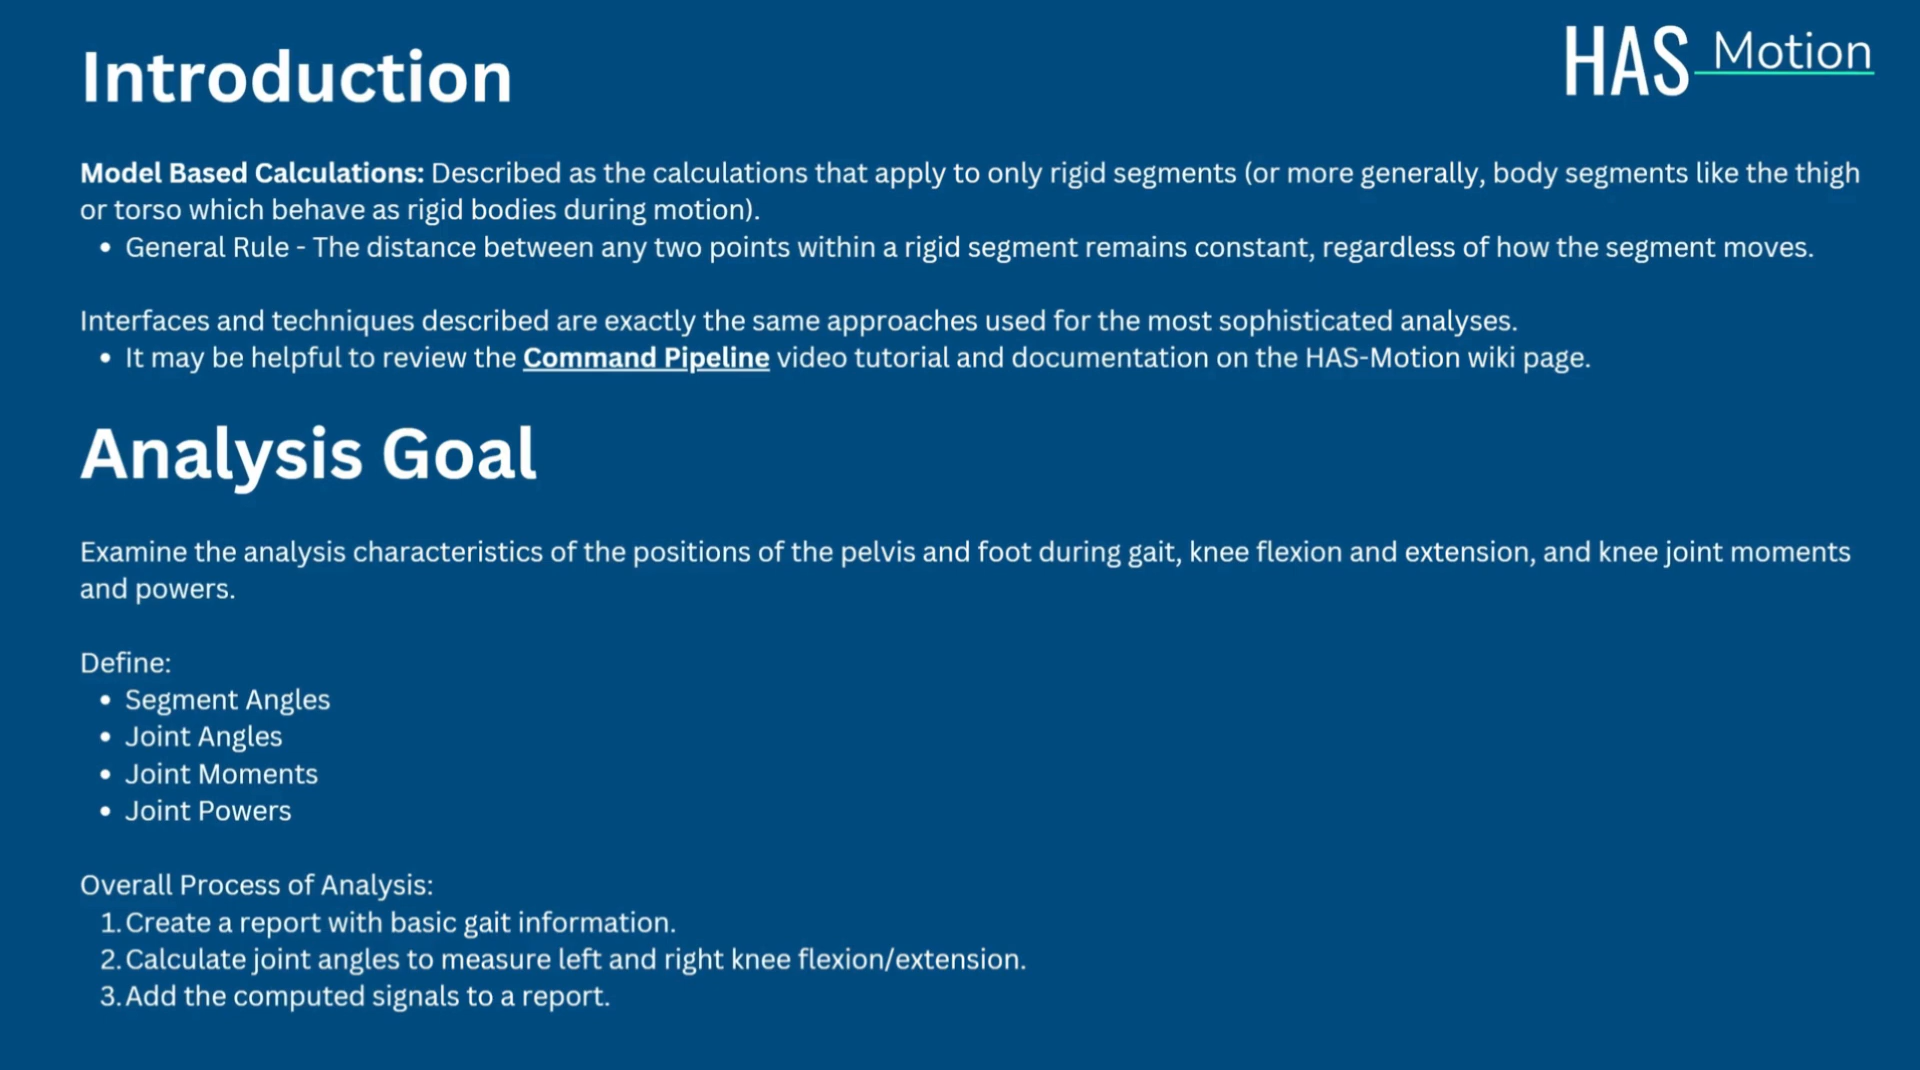 Introduction
HAS Motion
Model Based Calculations: Described as the calculations that apply to only rigid segments (or more generally, body segments like the thigh
or torso which behave as rigid bodies during motion).
• General Rule - The distance between any two points within a rigid segment remains constant, regardless of how the segment moves.
Interfaces and techniques described are exactly the same approaches used for the most sophisticated analyses.
• It may be helpful to review the Command Pipeline video tutorial and documentation on the HAS-Motion wiki page.
Analysis Goal
Examine the analysis characteristics of the positions of the pelvis and foot during gait, knee flexion and extension, and knee joint moments
and powers.
Define:
• Segment Angles
• Joint Angles
• Joint Moments
• Joint Powers
Overall Process of Analysis:
1. Create a report with basic gait information.
2. Calculate joint angles to measure left and right knee flexion/extension.
3. Add the computed signals to a report.